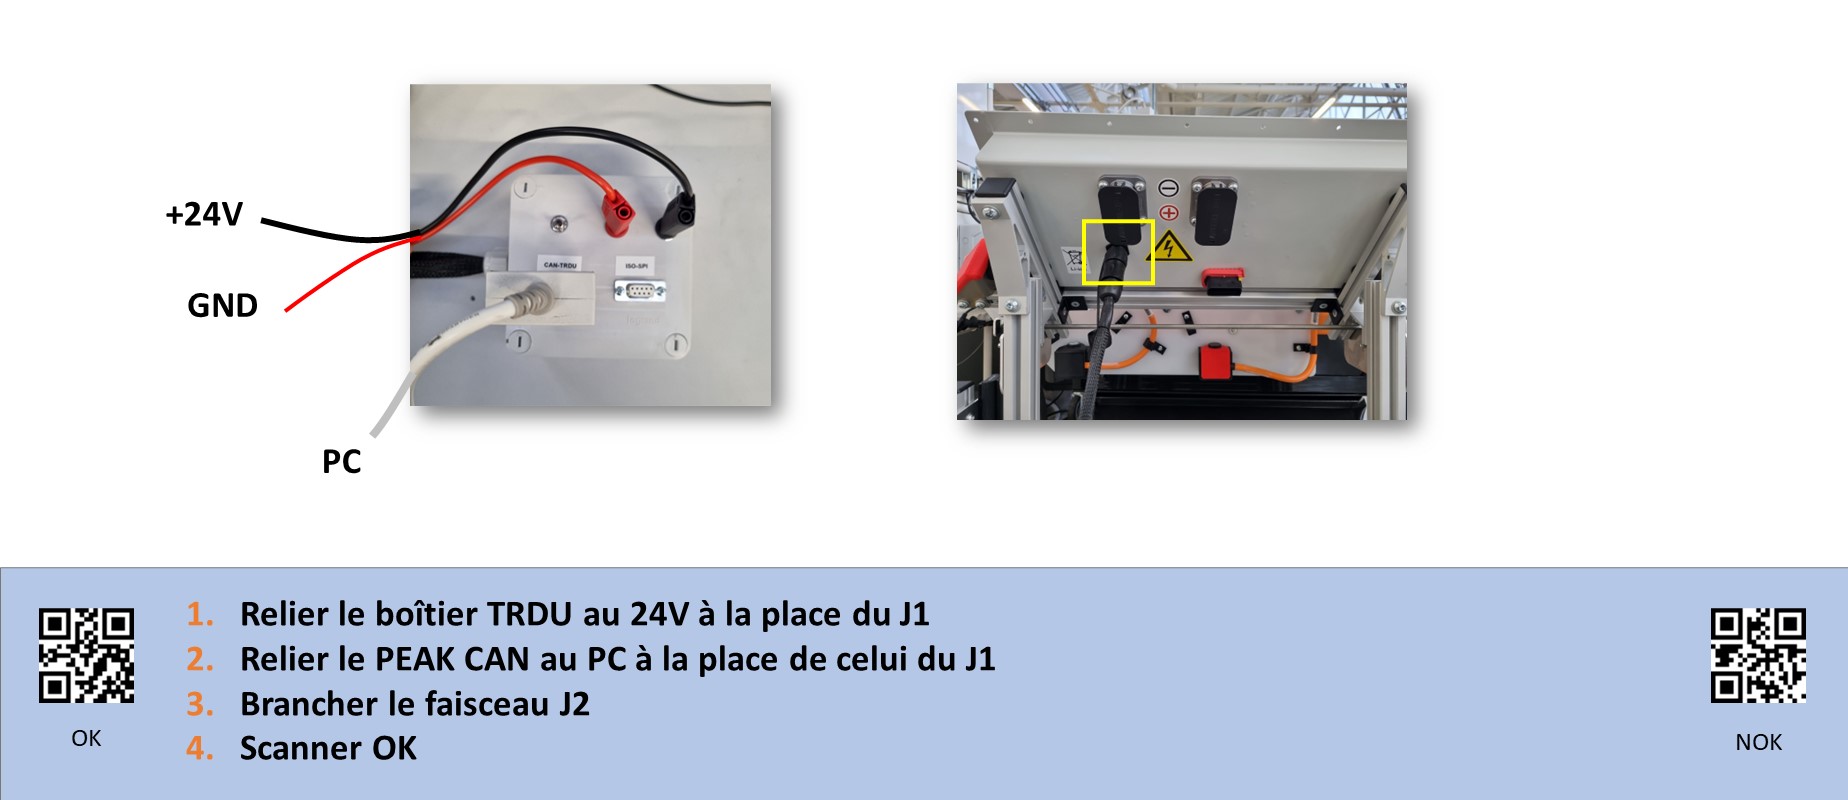 +24V
GND
PC
CAN-TRDU
ISO-SPI
1. Relier le boîtier TRDU au 24V à la place du J1
2. Relier le PEAK CAN au PC à la place de celui du J1
3. Brancher le faisceau J2
4. Scanner OK
OK
NOK